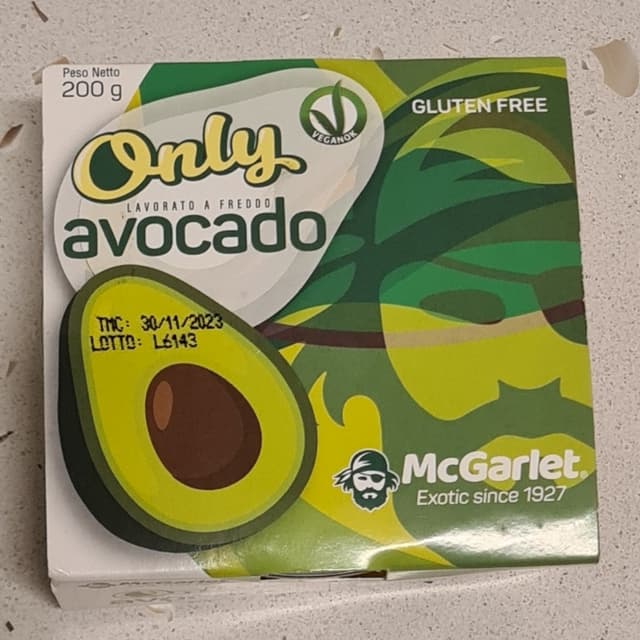 Peso Netto
200 g
VEGANOK
GLUTEN FREE
Only
LAVORATO A FREDDO
avocado
TMC: 30/11/2023
LOTTO: L6143
McGarlet®
Exotic since 1927